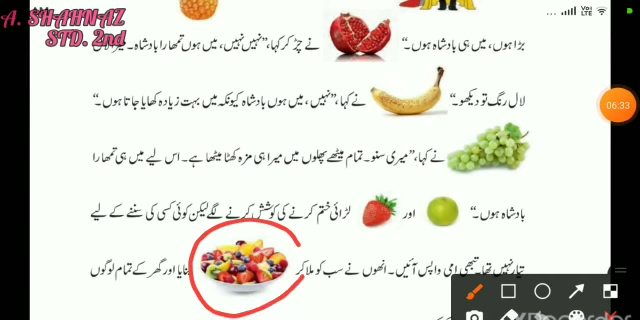 A. SHAHNAZ
STD. 2nd
بڑا ہوں، میں ہی بادشاہ ہوں۔“ نے چڑ کر کہا، ”نہیں نہیں، میں ہوں تمھارا بادشاہ۔
لال رنگ تو دیکھو۔“ نے کہا، ”نہیں، میں ہوں بادشاہ کیونکہ میں بہت زیادہ کھایا جاتا ہوں۔“
نے کہا، ”میری سنو۔ تمام میٹھے پھلوں میں میرا ہی مزہ کھٹا میٹھا ہے۔ اس لیے میں ہی تمھارا
بادشاہ ہوں۔“ اور لڑائی ختم کرنے کی کوشش کرنے لگے لیکن کوئی کسی کی سننے کے لیے
تیار نہیں تھا۔ تبھی امی واپس آئیں۔ انھوں نے سب کو ملا کر بنایا اور گھر کے تمام لوگوں
06:33